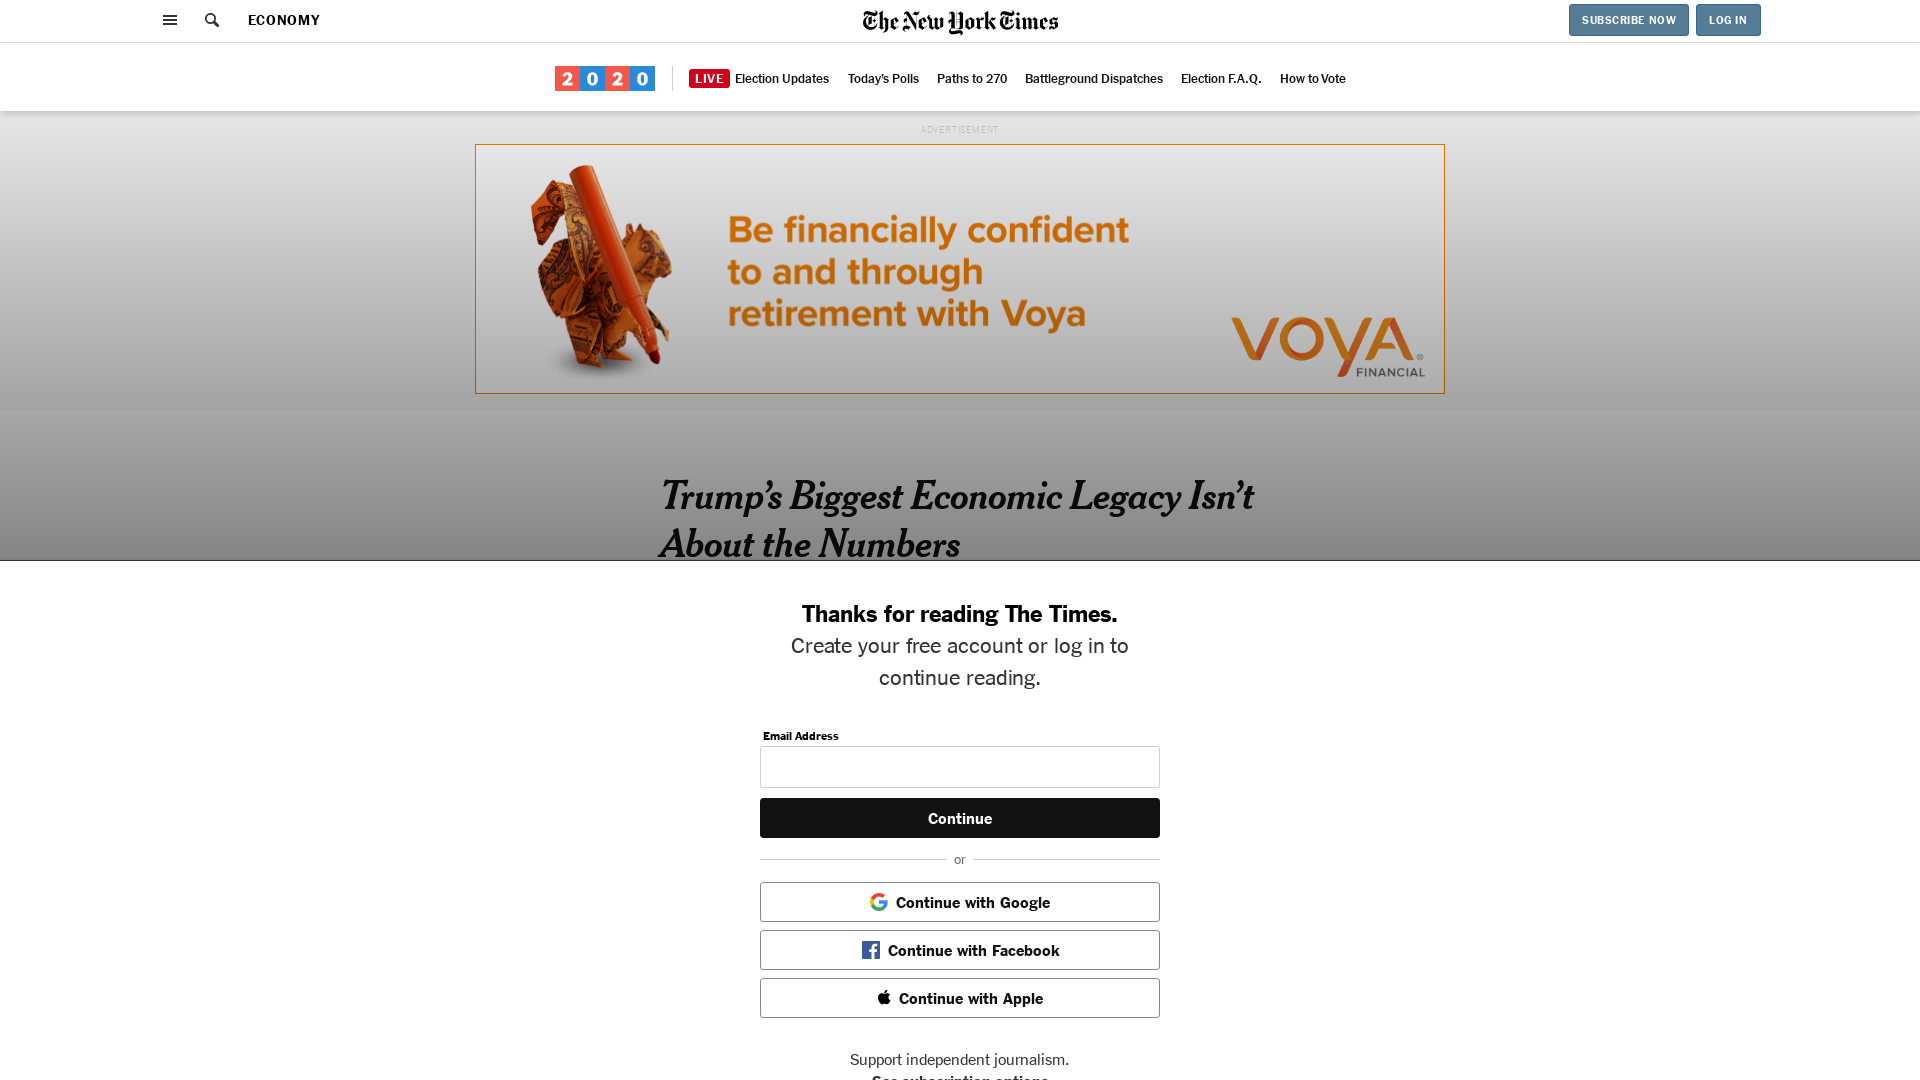 ECONOMY
The New York Times
SUBSCRIBE NOW
LOG IN
2020
LIVE Election Updates
Today's Polls
Paths to 270
Battleground Dispatches
Election F.A.Q.
How to Vote
ADVERTISEMENT
Be financially confident
to and through
retirement with Voya
VOYA®
FINANCIAL
Trump’s Biggest Economic Legacy Isn’t
About the Numbers
Thanks for reading The Times.
Create your free account or log in to
continue reading.
Email Address
Continue
or
Continue with Google
Continue with Facebook
Continue with Apple
Support independent journalism.
See subscription options